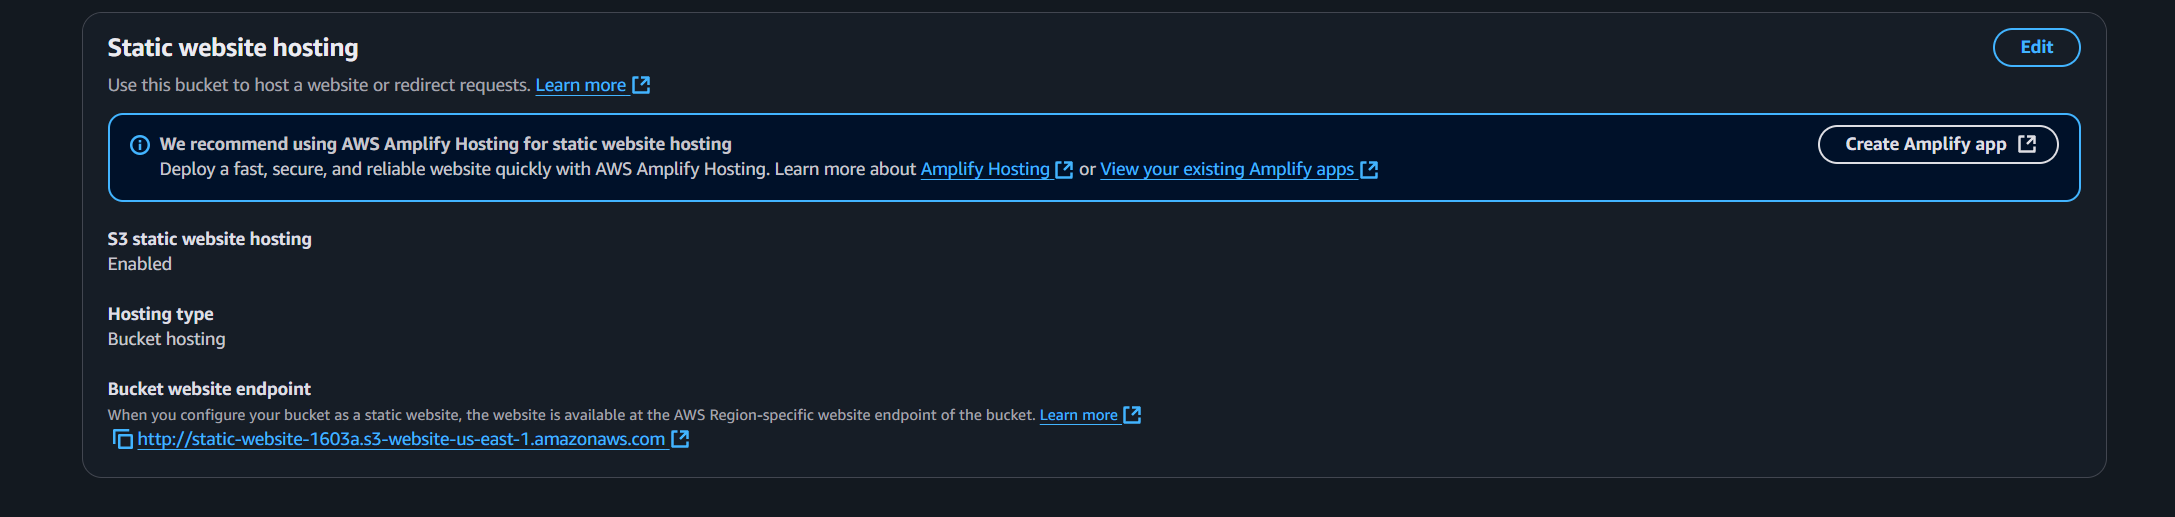 Static website hosting
Edit
Use this bucket to host a website or redirect requests. Learn more
We recommend using AWS Amplify Hosting for static website hosting
Create Amplify app
Deploy a fast, secure, and reliable website quickly with AWS Amplify Hosting. Learn more about Amplify Hosting or View your existing Amplify apps
S3 static website hosting
Enabled
Hosting type
Bucket hosting
Bucket website endpoint
When you configure your bucket as a static website, the website is available at the AWS Region-specific website endpoint of the bucket. Learn more
http://static-website-1603a.s3-website-us-east-1.amazonaws.com